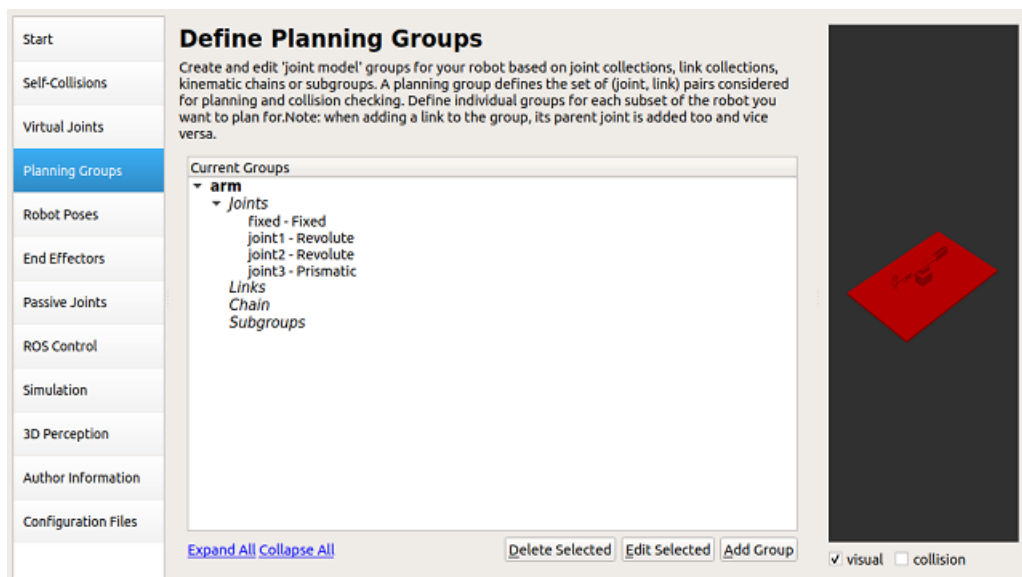 Start
Self-Collisions
Virtual Joints
Planning Groups
Robot Poses
End Effectors
Passive Joints
ROS Control
Simulation
3D Perception
Author Information
Configuration Files
Define Planning Groups
Create and edit 'joint model' groups for your robot based on joint collections, link collections,
kinematic chains or subgroups. A planning group defines the set of (joint, link) pairs considered
for planning and collision checking. Define individual groups for each subset of the robot you
want to plan for.Note: when adding a link to the group, its parent joint is added too and vice
versa.
Current Groups
arm
Joints
fixed - Fixed
joint1 - Revolute
joint2 - Revolute
joint3 - Prismatic
Links
Chain
Subgroups
Expand All Collapse All
Delete Selected Edit Selected Add Group
visual collision